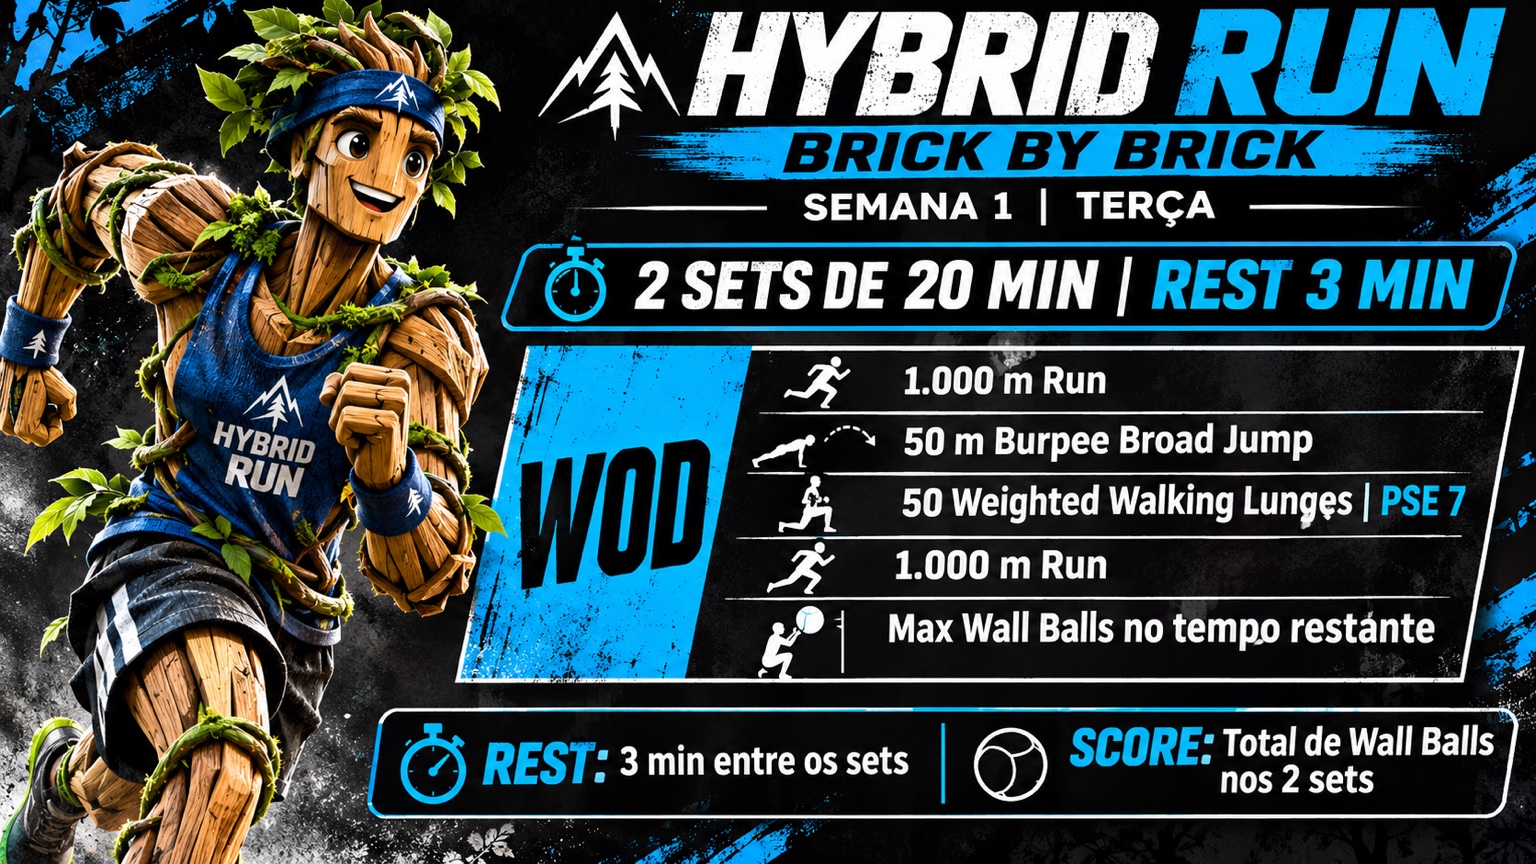 HYBRID RUN
BRICK BY BRICK
SEMANA 1 | TERÇA
2 SETS DE 20 MIN | REST 3 MIN
HYBRID
RUN
WOD
1.000 m Run
50 m Burpee Broad Jump
50 Weighted Walking Lunges | PSE 7
1.000 m Run
Max Wall Balls no tempo restante
REST: 3 min entre os sets
SCORE: Total de Wall Balls
nos 2 sets